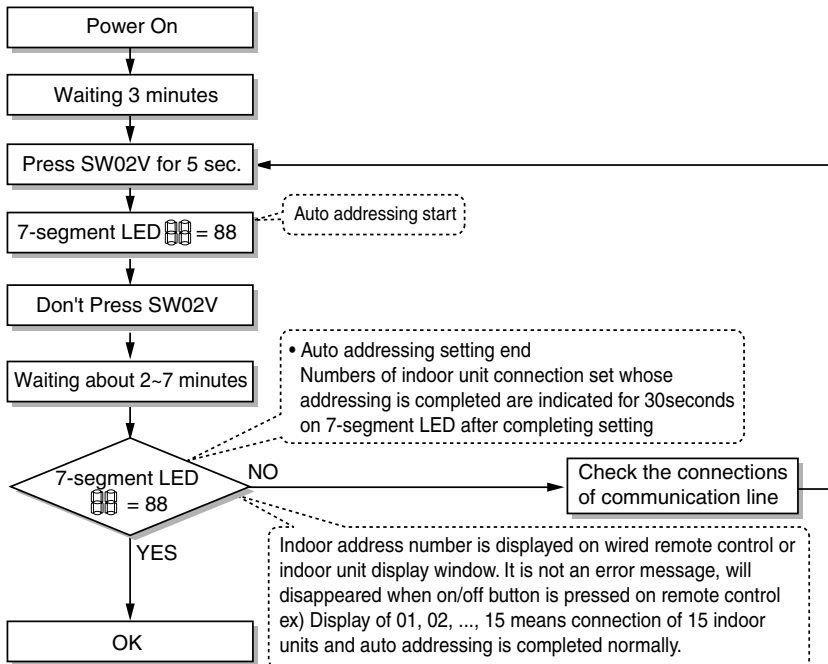 Power On
Waiting 3 minutes
Press SW02V for 5 sec.
7-segment LED 88 = 88
Auto addressing start
Don't Press SW02V
Waiting about 2~7 minutes
• Auto addressing setting end
Numbers of indoor unit connection set whose
addressing is completed are indicated for 30seconds
on 7-segment LED after completing setting
7-segment LED
88 = 88
NO
Check the connections
of communication line
YES
Indoor address number is displayed on wired remote control or
indoor unit display window. It is not an error message, will
disappeared when on/off button is pressed on remote control
ex) Display of 01, 02, ..., 15 means connection of 15 indoor
units and auto addressing is completed normally.
OK